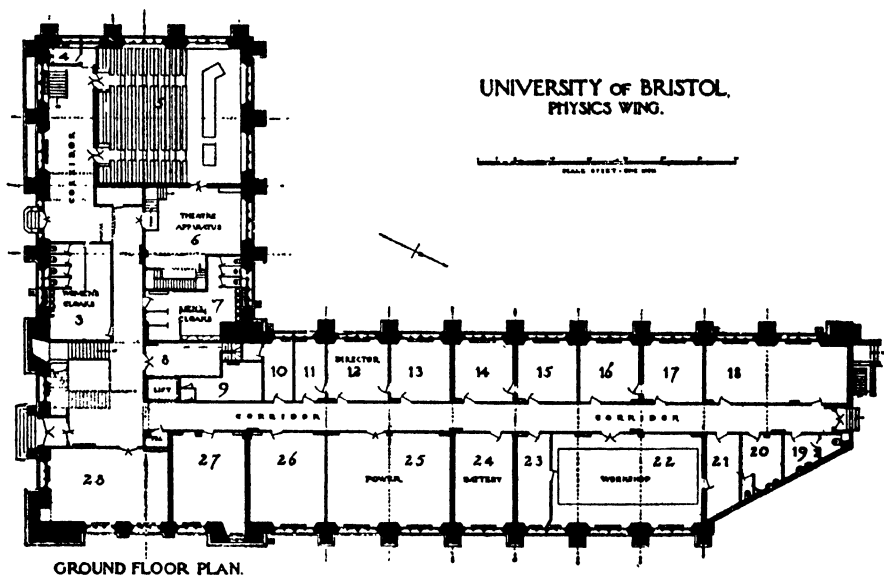 UNIVERSITY OF BRISTOL,
PHYSICS WING.
4
5
CORRIDOR
THEATRE
APPARATUS
6
WOMEN'S
CLOAKS
3
7
MEN'S
CLOAKS
8
LIFT
9
10
11
DIRECTOR
12
13
14
15
16
17
18
CORRIDOR
CORRIDOR
28
27
26
POWER
25
24
BATTERY
23
WORKSHOP
22
21
20
19
GROUND FLOOR PLAN.